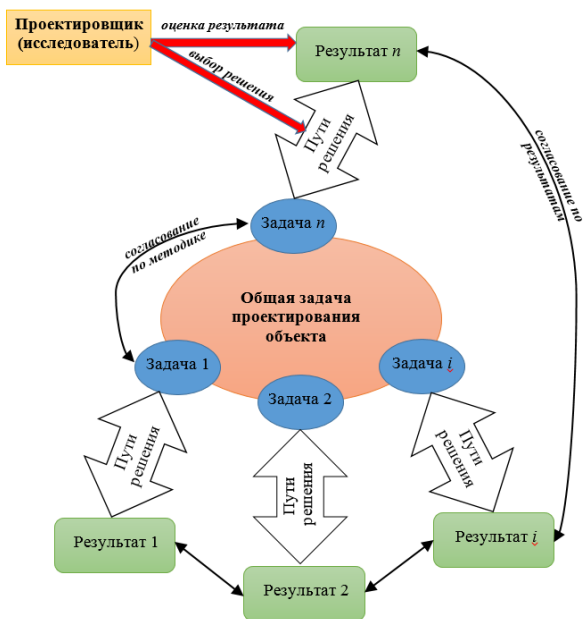 Проектировщик
(исследователь)
оценка результата
выбор решения
Результат n
Пути
решения
согласование по
результатам
Задача n
согласование
по методике
Общая задача
проектирования
объекта
Задача 1
Задача i
Задача 2
Пути
решения
Пути
решения
Пути
решения
Результат 1
Результат i
Результат 2